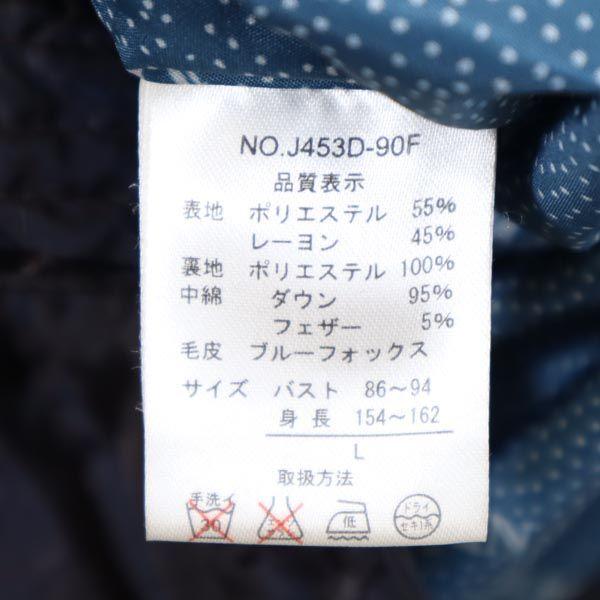 NO.J453D-90F
品質表示
表地 ポリエステル 55%
レーヨン 45%
裏地 ポリエステル 100%
中綿 ダウン 95%
フェザー 5%
毛皮 ブルーフォックス
サイズ バスト 86～94
身長 154～162
L
取扱方法
手洗イ
30
低
ドライ
セキユ系